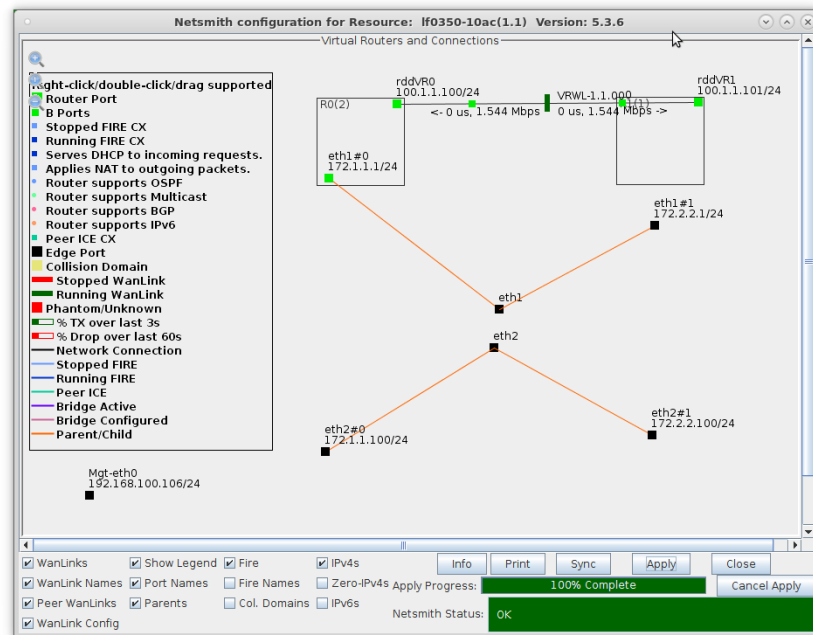 Netsmith configuration for Resource:  lf0350-10ac(1.1)  Version: 5.3.6
Virtual Routers and Connections
Right-click/double-click/drag supported
Router Port
B Ports
Stopped FIRE CX
Running FIRE CX
Serves DHCP to incoming requests.
Applies NAT to outgoing packets.
Router supports OSPF
Router supports Multicast
Router supports BGP
Router supports IPv6
Peer ICE CX
Edge Port
Collision Domain
Stopped WanLink
Running WanLink
Phantom/Unknown
% TX over last 3s
% Drop over last 60s
Network Connection
Stopped FIRE
Running FIRE
Peer ICE
Bridge Active
Bridge Configured
Parent/Child
rddVR0
100.1.1.100/24
R0(2)
VRWL-1.1.000
<- 0 us, 1.544 Mbps
0 us, 1.544 Mbps ->
rddVR1
100.1.1.101/24
(1)
eth1#0
172.1.1.1/24
eth1#1
172.2.2.1/24
eth1
eth2
eth2#0
172.1.1.100/24
eth2#1
172.2.2.100/24
Mgt-eth0
192.168.100.106/24
WanLinks Show Legend Fire IPv4s Info Print Sync Apply Close
WanLink Names Port Names Fire Names Zero-IPv4s Apply Progress: 100% Complete Cancel Apply
Peer WanLinks Parents Col. Domains IPv6s
WanLink Config
Netsmith Status: OK